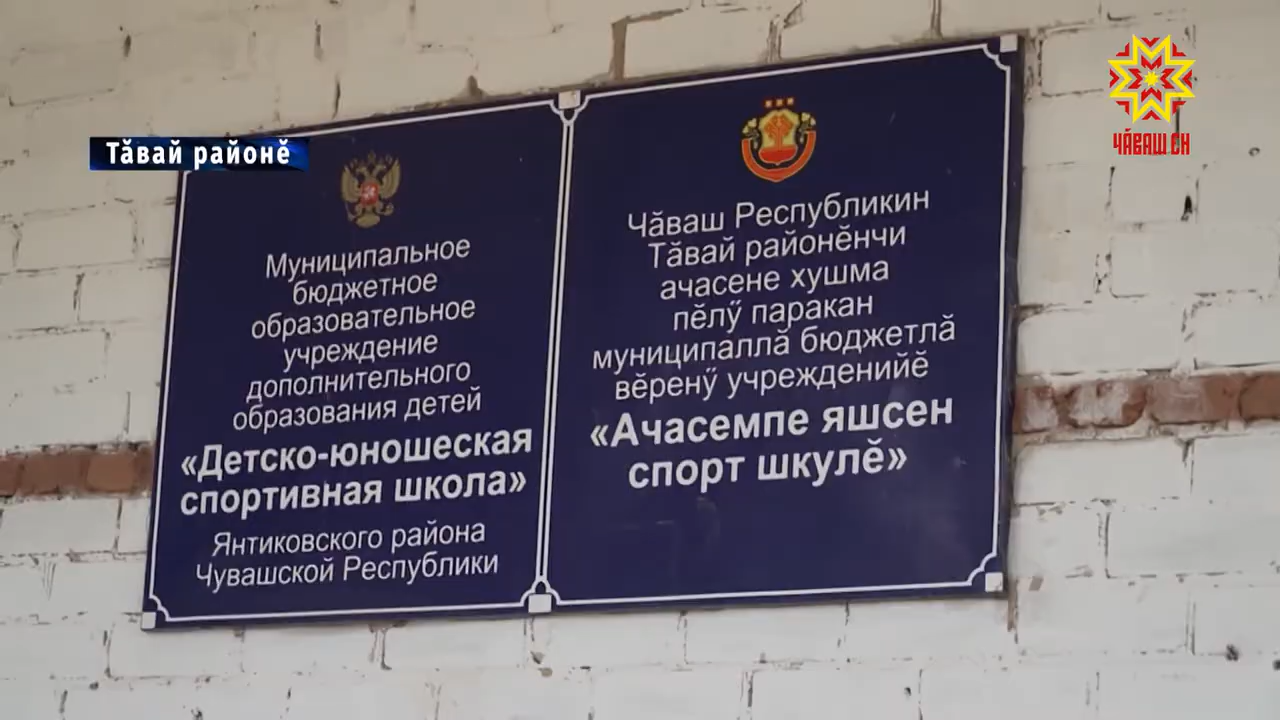 Тӑвай районӗ
ЧӐВАШ ЕН
Муниципальное
бюджетное
образовательное
учреждение
дополнительного
образования детей
«Детско-юношеская
спортивная школа»
Янтиковского района
Чувашской Республики
Чӑваш Республикин
Тӑвай районӗнчи
ачасене хушма
пӗлӳ паракан
муниципаллӑ бюджетлӑ
вӗренӳ учрежденийӗ
«Ачасемпе яшсен
спорт шкулӗ»